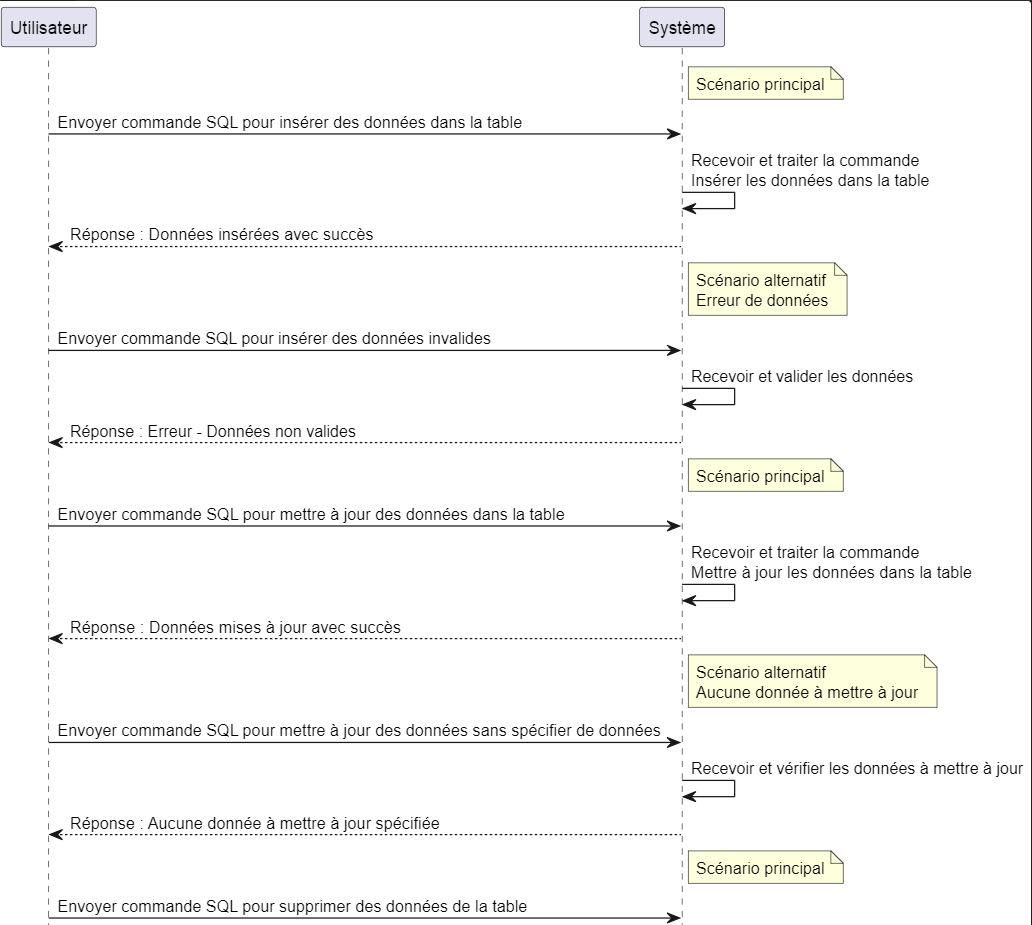 Utilisateur
Système
Scénario principal
Envoyer commande SQL pour insérer des données dans la table
Recevoir et traiter la commande
Insérer les données dans la table
Réponse : Données insérées avec succès
Scénario alternatif
Erreur de données
Envoyer commande SQL pour insérer des données invalides
Recevoir et valider les données
Réponse : Erreur - Données non valides
Scénario principal
Envoyer commande SQL pour mettre à jour des données dans la table
Recevoir et traiter la commande
Mettre à jour les données dans la table
Réponse : Données mises à jour avec succès
Scénario alternatif
Aucune donnée à mettre à jour
Envoyer commande SQL pour mettre à jour des données sans spécifier de données
Recevoir et vérifier les données à mettre à jour
Réponse : Aucune donnée à mettre à jour spécifiée
Scénario principal
Envoyer commande SQL pour supprimer des données de la table